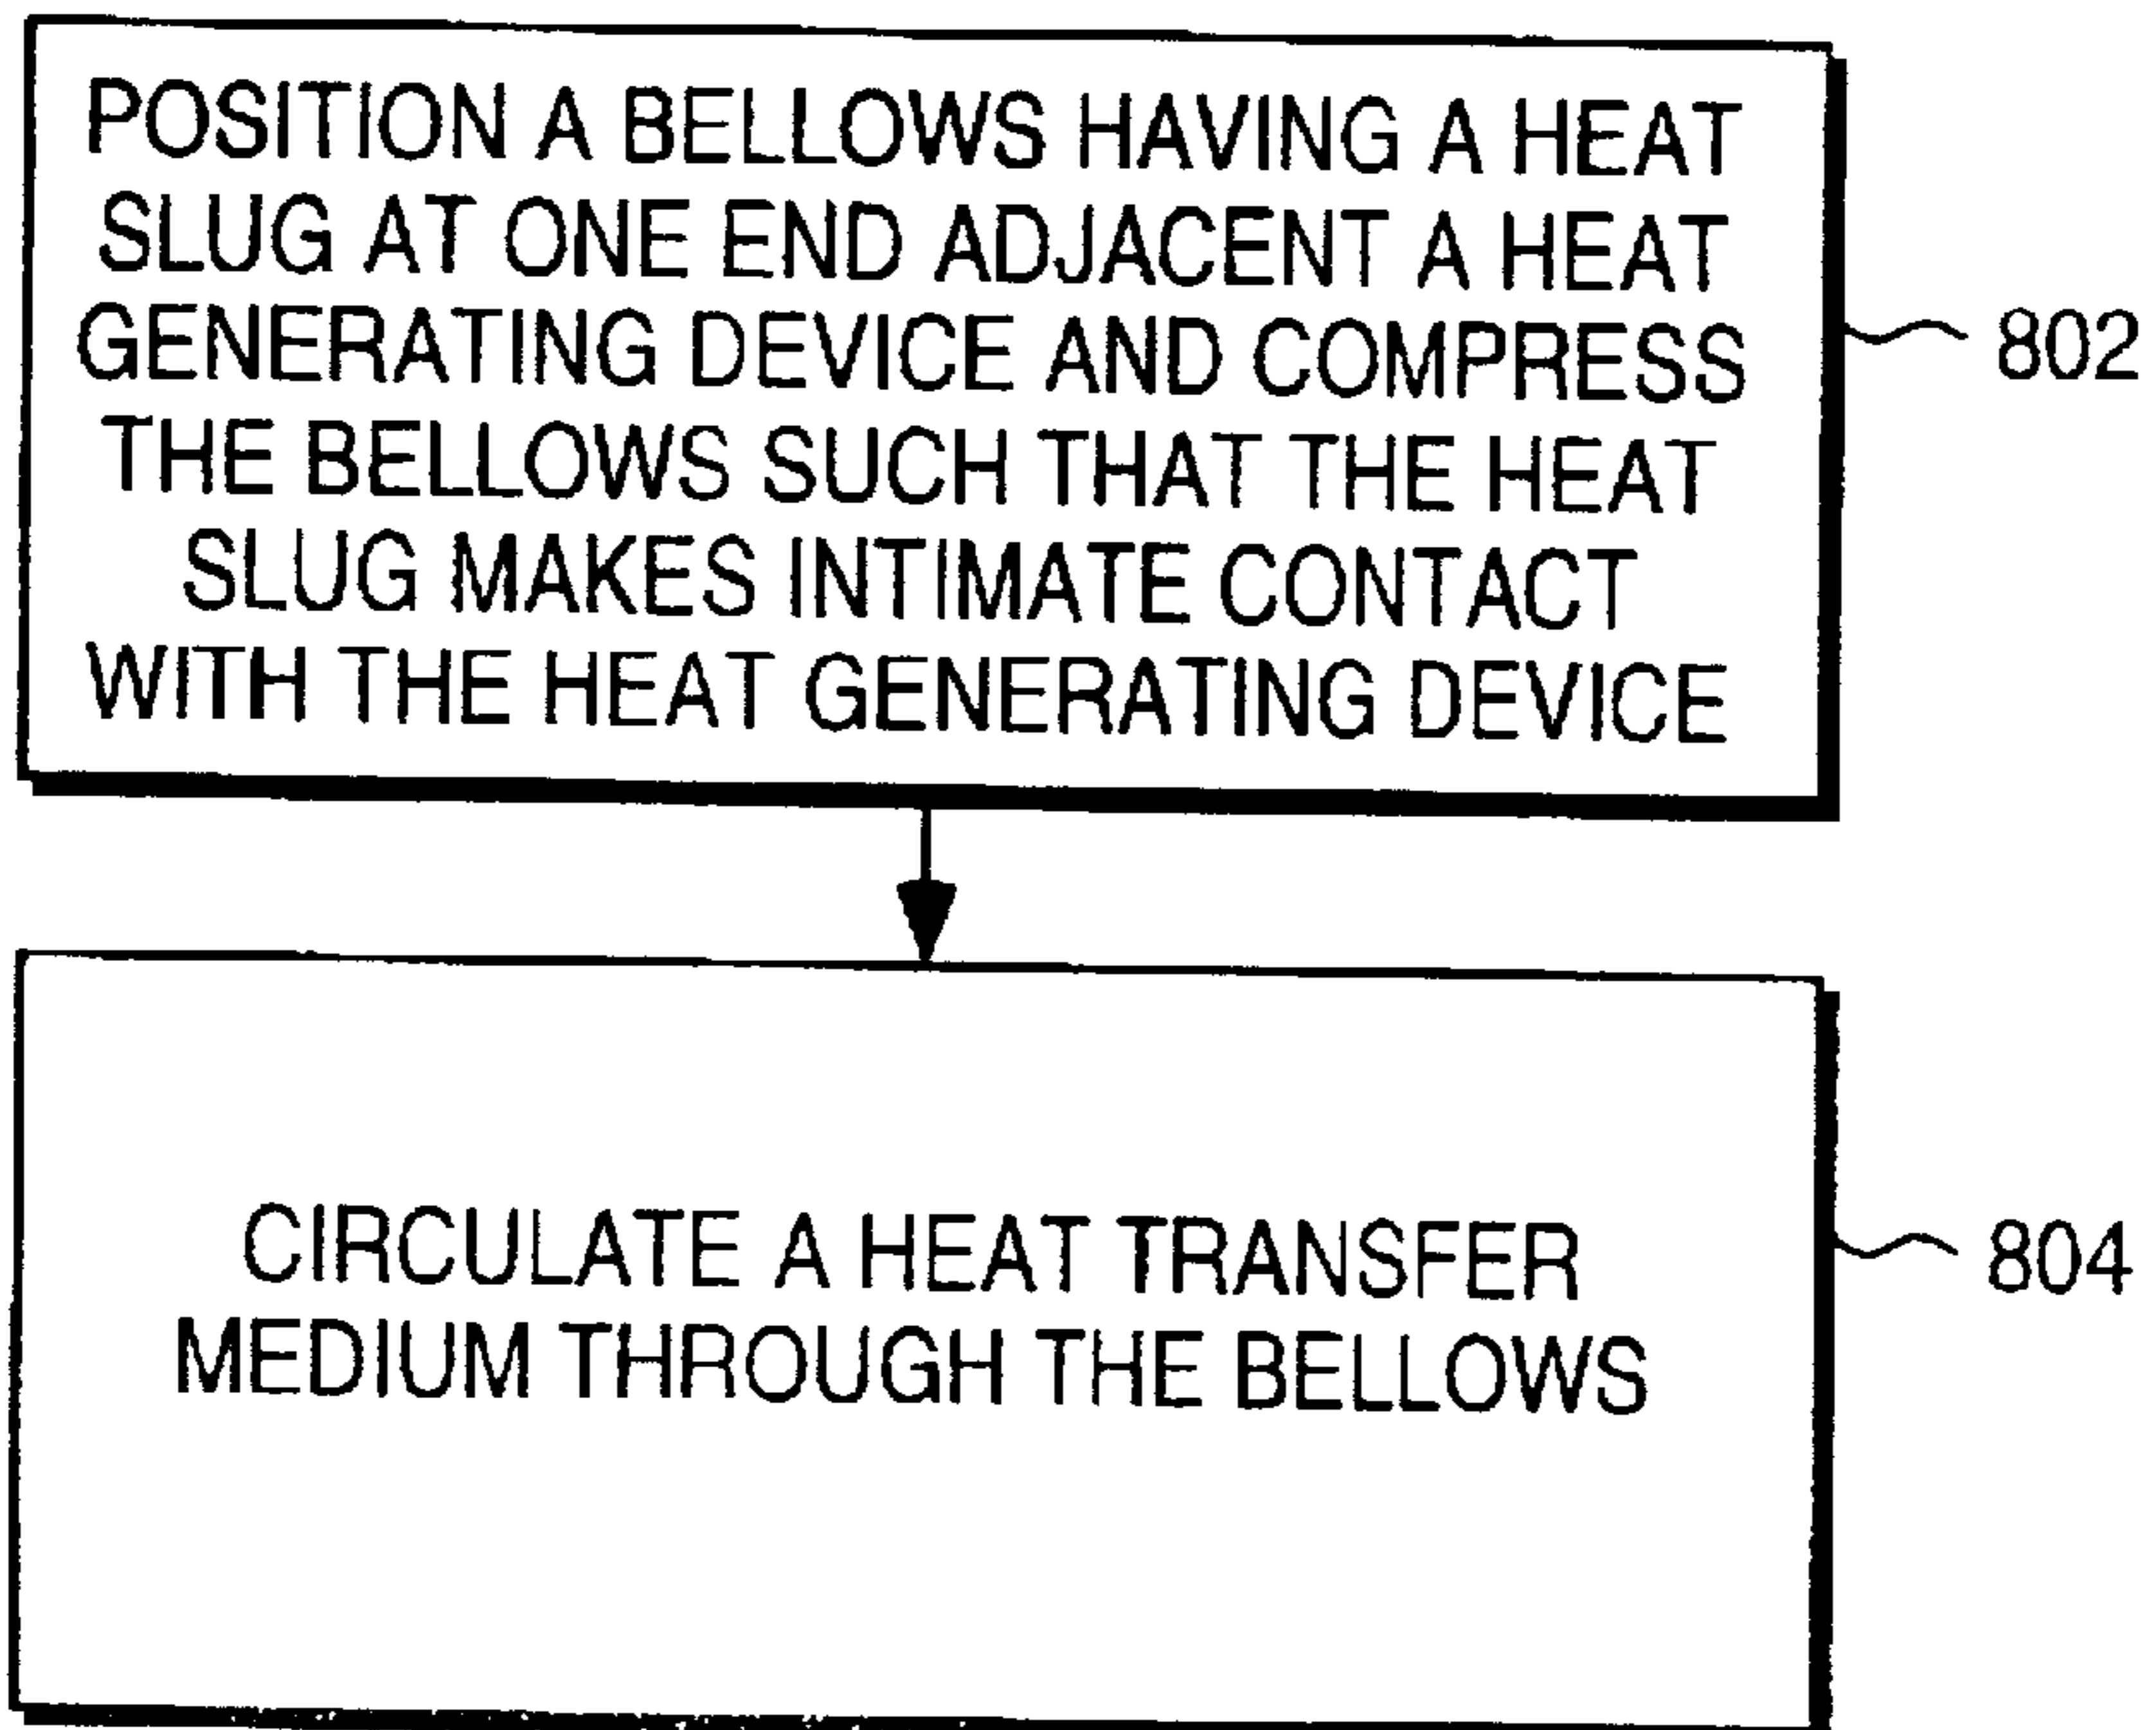 POSITION A BELLOWS HAVING A HEAT
SLUG AT ONE END ADJACENT A HEAT
GENERATING DEVICE AND COMPRESS
THE BELLOWS SUCH THAT THE HEAT
SLUG MAKES INTIMATE CONTACT
WITH THE HEAT GENERATING DEVICE
802
CIRCULATE A HEAT TRANSFER
MEDIUM THROUGH THE BELLOWS
804